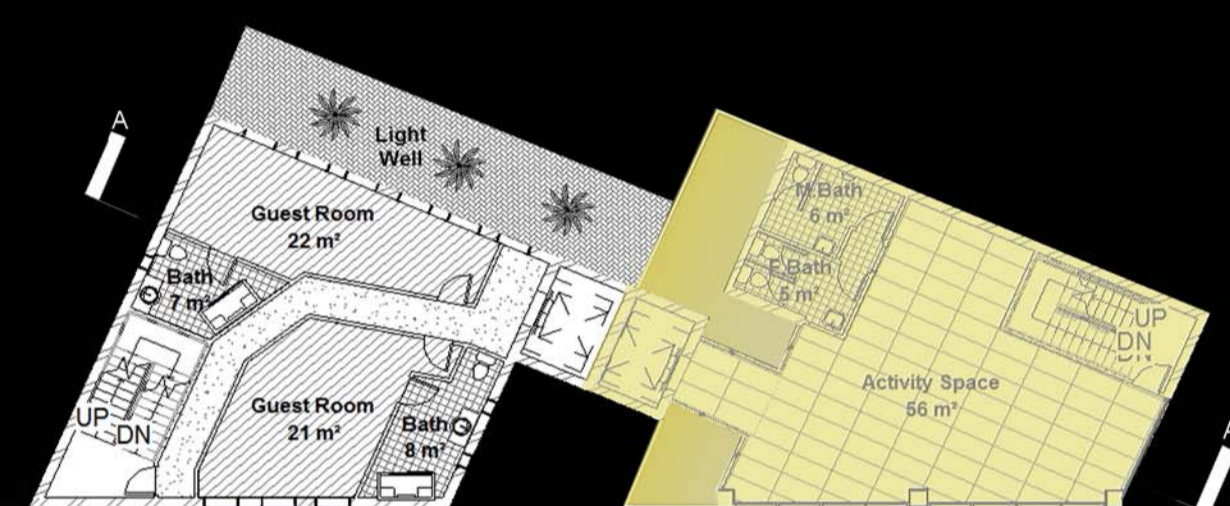 A
Light
Well
Guest Room
22 m²
Bath
7 m²
UP
DN
Guest Room
21 m²
Bath
8 m²
M.Bath
6 m²
F.Bath
5 m²
UP
DN
Activity Space
56 m²